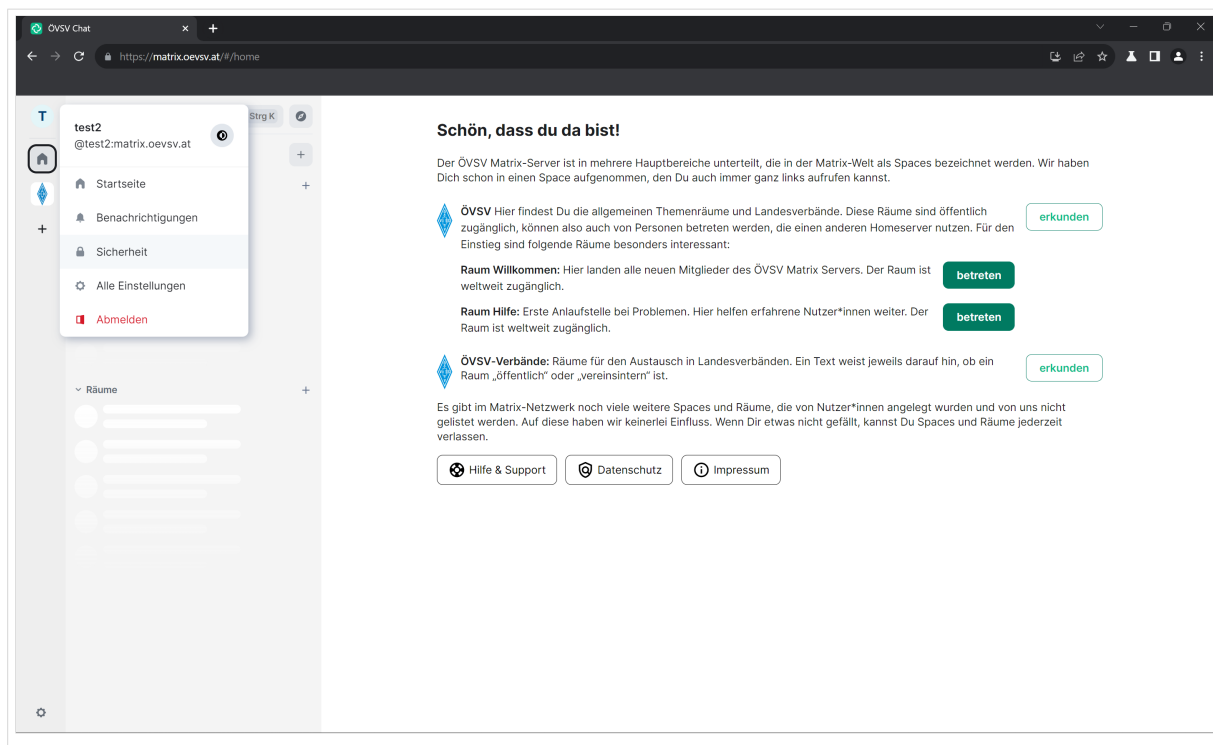 ÖVSV Chat
https://matrix.oevsv.at/#/home
T
Strg K
test2
@test2:matrix.oevsv.at
Startseite
Benachrichtigungen
Sicherheit
Alle Einstellungen
Abmelden
Räume
Schön, dass du da bist!
Der ÖVSV Matrix-Server ist in mehrere Hauptbereiche unterteilt, die in der Matrix-Welt als Spaces bezeichnet werden. Wir haben
Dich schon in einen Space aufgenommen, den Du auch immer ganz links aufrufen kannst.
ÖVSV Hier findest Du die allgemeinen Themenräume und Landesverbände. Diese Räume sind öffentlich
zugänglich, können also auch von Personen betreten werden, die einen anderen Homeserver nutzen. Für den
Einstieg sind folgende Räume besonders interessant:
erkunden
Raum Willkommen: Hier landen alle neuen Mitglieder des ÖVSV Matrix Servers. Der Raum ist
weltweit zugänglich.
betreten
Raum Hilfe: Erste Anlaufstelle bei Problemen. Hier helfen erfahrene Nutzer*innen weiter. Der
Raum ist weltweit zugänglich.
betreten
ÖVSV-Verbände: Räume für den Austausch in Landesverbänden. Ein Text weist jeweils darauf hin, ob ein
Raum „öffentlich“ oder „vereinsintern“ ist.
erkunden
Es gibt im Matrix-Netzwerk noch viele weitere Spaces und Räume, die von Nutzer*innen angelegt wurden und von uns nicht
gelistet werden. Auf diese haben wir keinerlei Einfluss. Wenn Dir etwas nicht gefällt, kannst Du Spaces und Räume jederzeit
verlassen.
Hilfe & Support
Datenschutz
Impressum